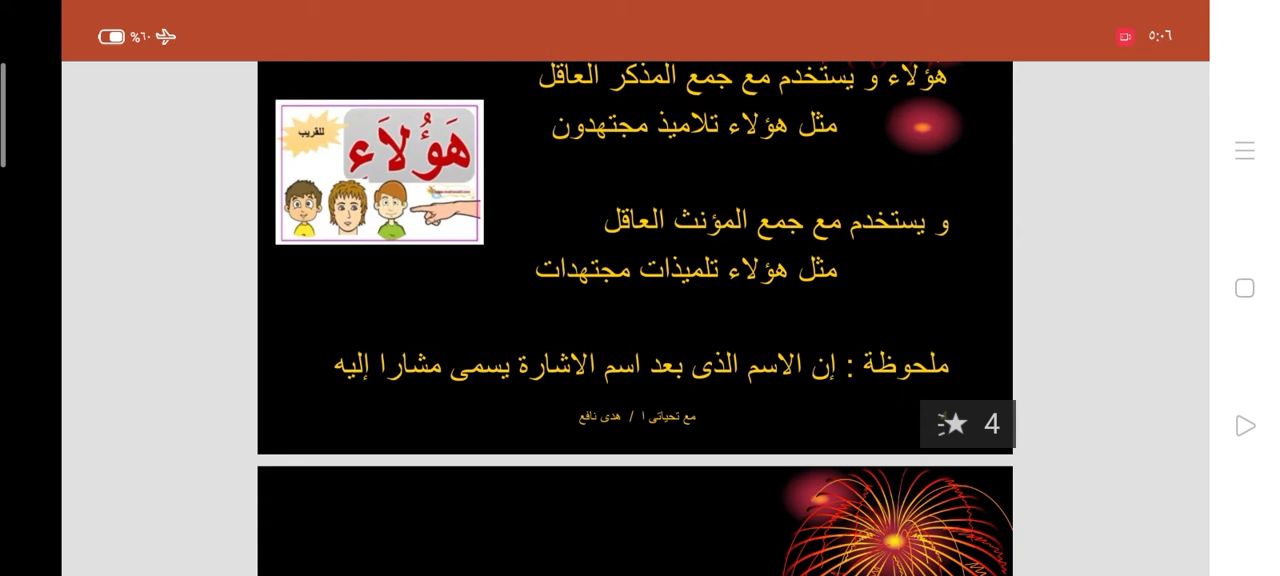 ٥:٠٦
%٦٠
هؤلاء و يستخدم مع جمع المذكر العاقل
مثل هؤلاء تلاميذ مجتهدون
للقريب
هَؤُلَاءِ
و يستخدم مع جمع المؤنث العاقل
مثل هؤلاء تلميذات مجتهدات
ملحوظة : إن الاسم الذى بعد اسم الاشارة يسمى مشارا إليه
مع تحياتى ا / هدى نافع
4